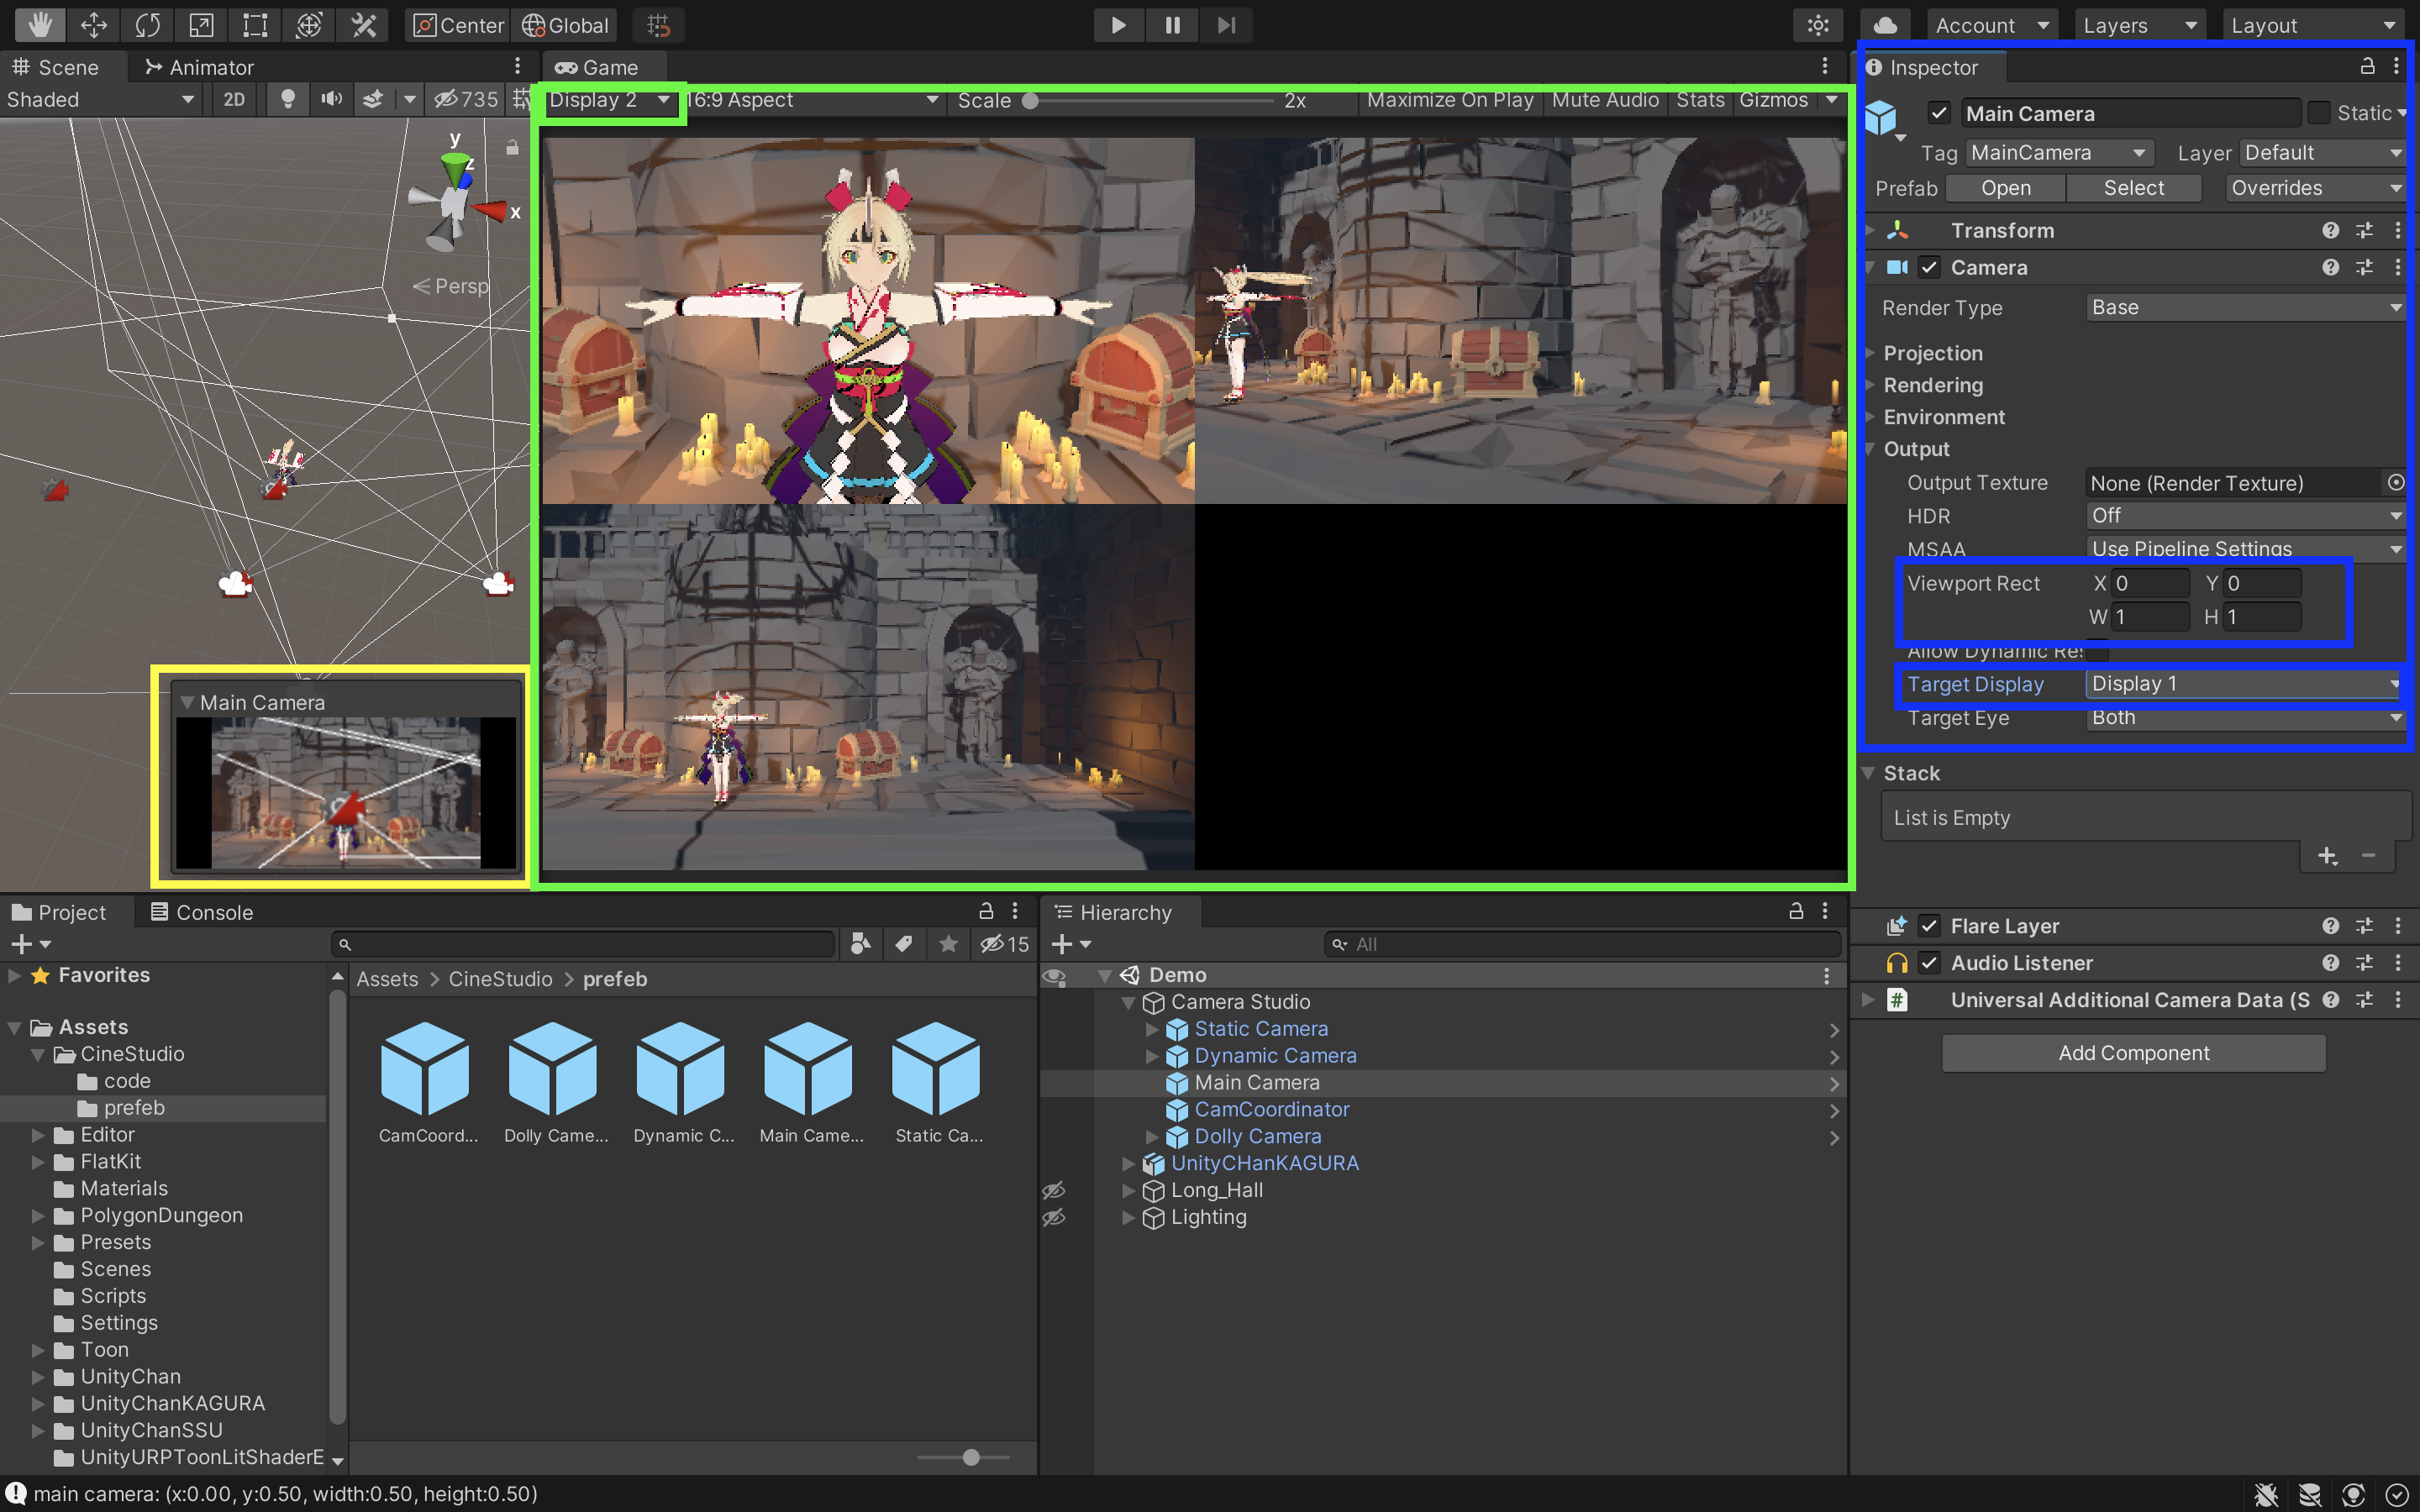 Center Global
Account Layers Layout
Scene Animator
Game
Inspector
Shaded 2D 735
Display 2 16:9 Aspect Scale 2x Maximize On Play Mute Audio Stats Gizmos
Main Camera Static
Tag MainCamera Layer Default
Prefab Open Select Overrides
y
z
x
Persp
Transform
Camera
Render Type Base
Projection
Rendering
Environment
Output
Output Texture None (Render Texture)
HDR Off
MSAA Use Pipeline Settings
Viewport Rect X 0 Y 0
W 1 H 1
Allow Dynamic Re
Target Display Display 1
Target Eye Both
Stack
List is Empty
Main Camera
Flare Layer
Audio Listener
Universal Additional Camera Data (S
Add Component
Project Console
15
Favorites
Assets
CineStudio
code
prefeb
Editor
FlatKit
Materials
PolygonDungeon
Presets
Scenes
Scripts
Settings
Toon
UnityChan
UnityChanKAGURA
UnityChanSSU
UnityURPToonLitShaderE
Assets > CineStudio > prefeb
CamCoord... Dolly Came... Dynamic C... Main Came... Static Ca...
Hierarchy
All
Demo
Camera Studio
Static Camera
Dynamic Camera
Main Camera
CamCoordinator
Dolly Camera
UnityCHanKAGURA
Long_Hall
Lighting
main camera: (x:0.00, y:0.50, width:0.50, height:0.50)